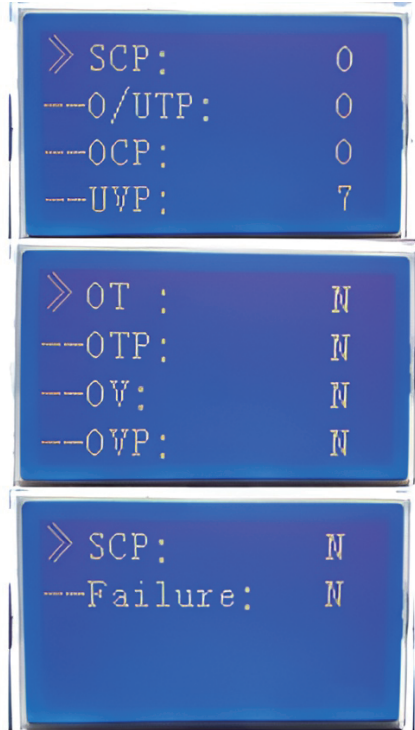 » SCP: 0
--O/UTP: 0
--OCP: 0
--UVP: 7
» OT : N
--OTP: N
--OV: N
--OVP: N
» SCP: N
--Failure: N